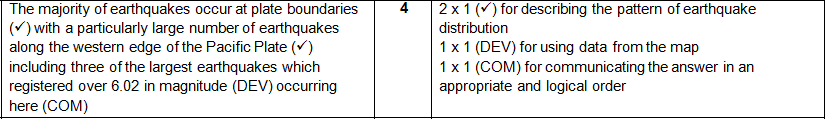 The majority of earthquakes occur at plate boundaries
(✓) with a particularly large number of earthquakes
along the western edge of the Pacific Plate (✓)
including three of the largest earthquakes which
registered over 6.02 in magnitude (DEV) occurring
here (COM)
4
2 x 1 (✓) for describing the pattern of earthquake
distribution
1 x 1 (DEV) for using data from the map
1 x 1 (COM) for communicating the answer in an
appropriate and logical order